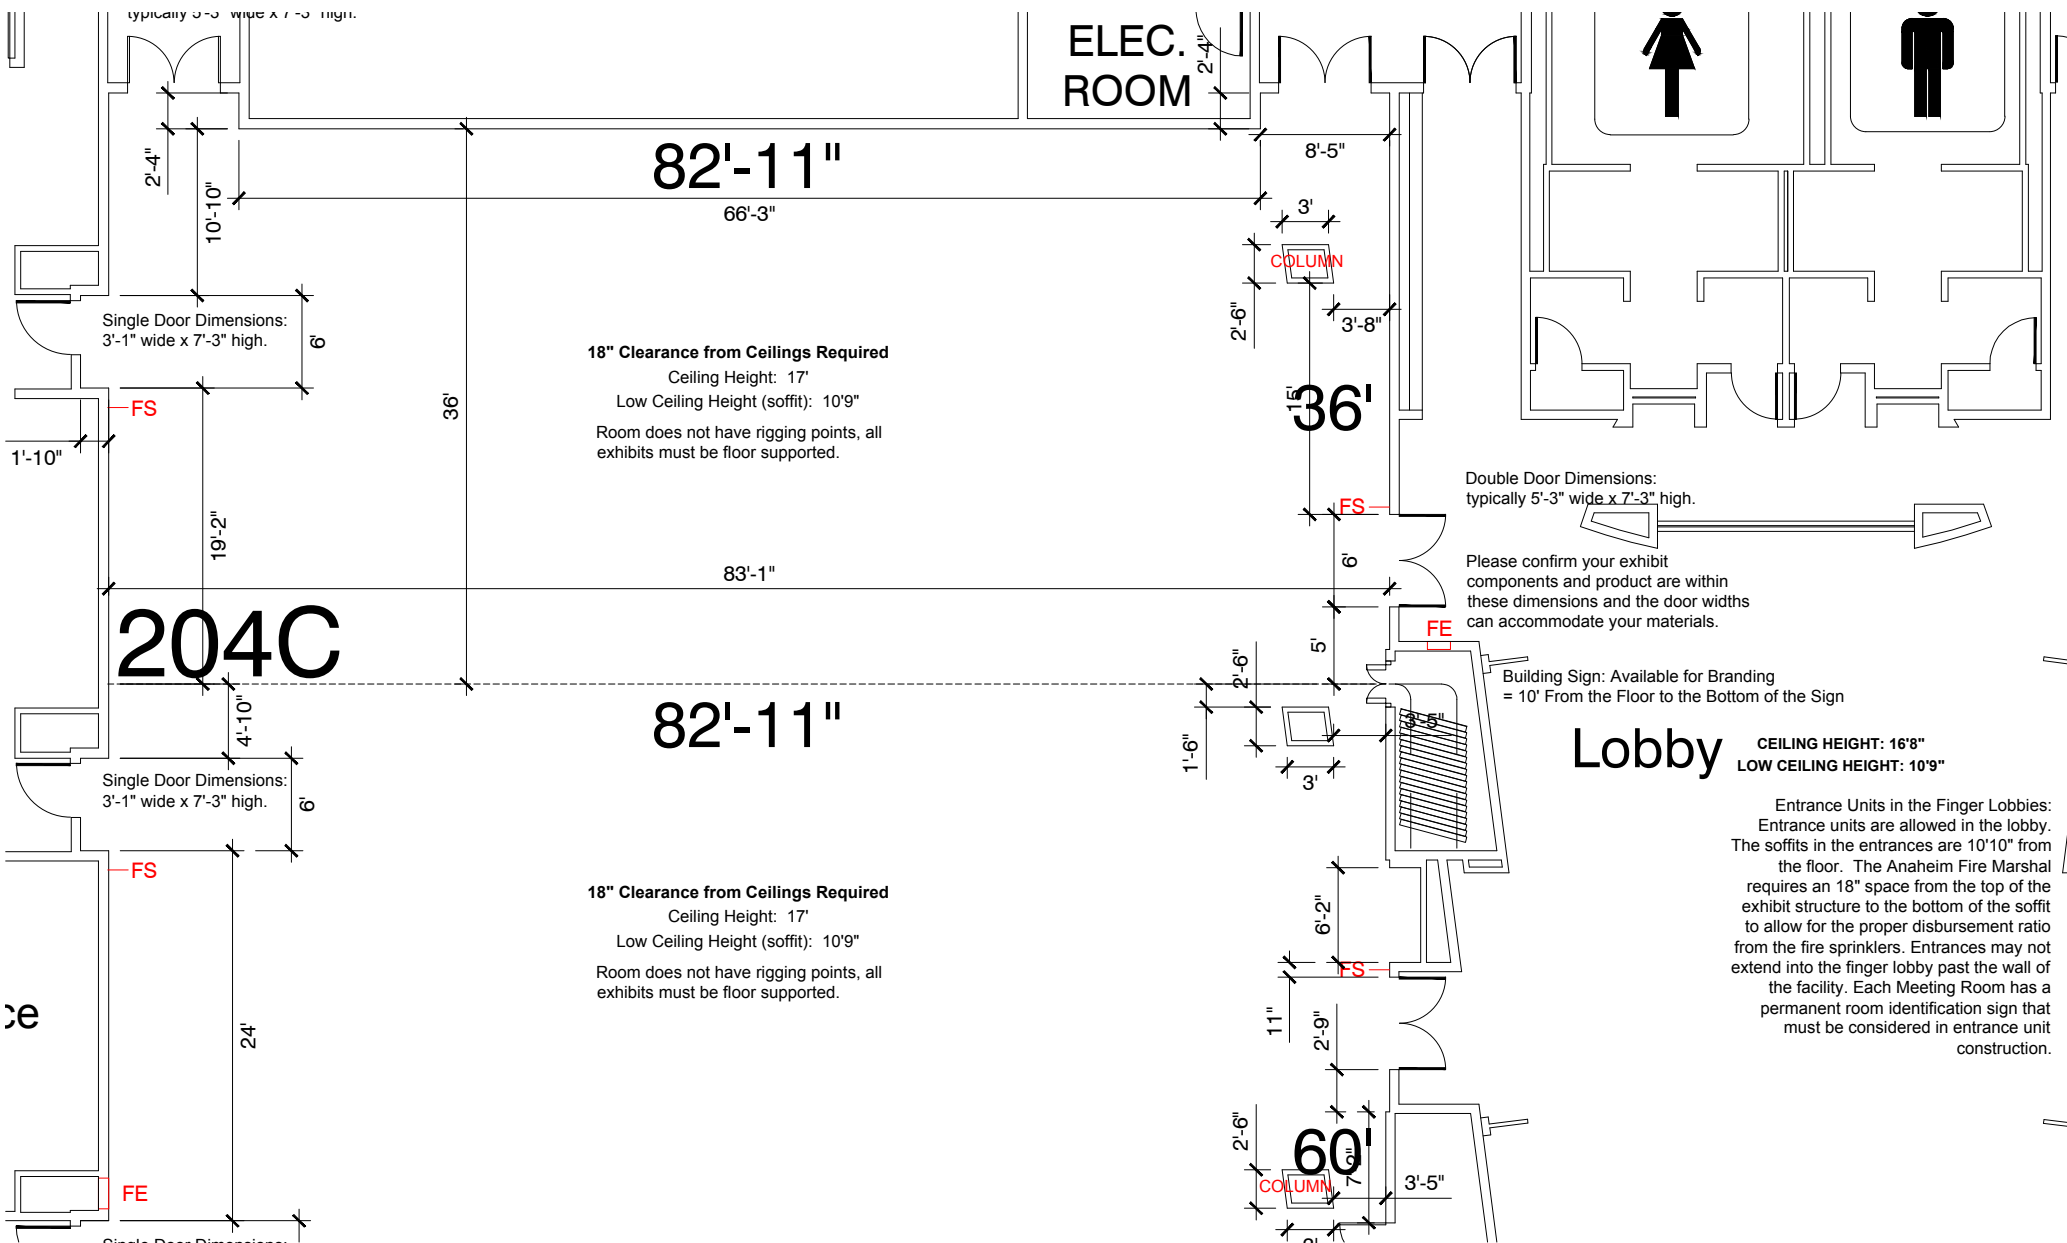 typically 5'-3" wide x 7'-3" high.
ELEC.
ROOM
2'-4"
2'-4"
10'-10"
82'-11"
66'-3"
8'-5"
3'
COLUMN
2'-6"
3'-8"
Single Door Dimensions:
3'-1" wide x 7'-3" high.
6'
FS
1'-10"
18" Clearance from Ceilings Required
Ceiling Height: 17'
Low Ceiling Height (soffit): 10'9"
Room does not have rigging points, all
exhibits must be floor supported.
36'
15'
36'
19'-2"
FS
6'
83'-1"
Double Door Dimensions:
typically 5'-3" wide x 7'-3" high.
Please confirm your exhibit
components and product are within
these dimensions and the door widths
can accommodate your materials.
FE
5'
204C
2'-6"
Building Sign: Available for Branding
= 10' From the Floor to the Bottom of the Sign
4'-10"
82'-11"
1'-6"
3'-5"
3'
Lobby
CEILING HEIGHT: 16'8"
LOW CEILING HEIGHT: 10'9"
Single Door Dimensions:
3'-1" wide x 7'-3" high.
6'
FS
Entrance Units in the Finger Lobbies:
Entrance units are allowed in the lobby.
The soffits in the entrances are 10'10" from
the floor. The Anaheim Fire Marshal
requires an 18" space from the top of the
exhibit structure to the bottom of the soffit
to allow for the proper disbursement ratio
from the fire sprinklers. Entrances may not
extend into the finger lobby past the wall of
the facility. Each Meeting Room has a
permanent room identification sign that
must be considered in entrance unit
construction.
18" Clearance from Ceilings Required
Ceiling Height: 17'
Low Ceiling Height (soffit): 10'9"
Room does not have rigging points, all
exhibits must be floor supported.
6'-2"
FS
11"
2'-9"
ce
24'
2'-6"
60'
COLUMN
3'-5"
FE
Single Door Dimensions: